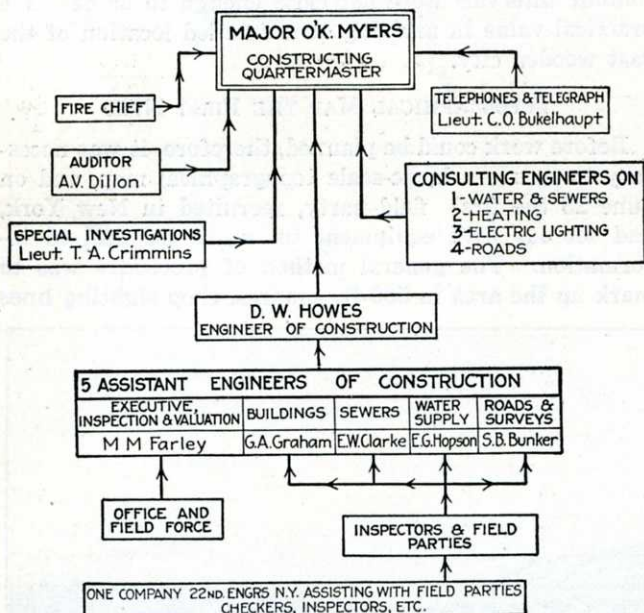 MAJOR O'K. MYERS
CONSTRUCTING
QUARTERMASTER
FIRE CHIEF
TELEPHONES & TELEGRAPH
Lieut. C. O. Bukelhaupt
AUDITOR
A.V. Dillon
CONSULTING ENGINEERS ON
1-WATER & SEWERS
2-HEATING
3-ELECTRIC LIGHTING
4-ROADS
SPECIAL INVESTIGATIONS
Lieut. T. A. Crimmins
D. W. HOWES
ENGINEER OF CONSTRUCTION
5 ASSISTANT ENGINEERS OF CONSTRUCTION
EXECUTIVE,
INSPECTION & VALUATION
M M Farley
BUILDINGS
G.A. Graham
SEWERS
E.W. Clarke
WATER
SUPPLY
E.G. Hopson
ROADS &
SURVEYS
S.B. Bunker
OFFICE AND
FIELD FORCE
INSPECTORS & FIELD
PARTIES
ONE COMPANY 22ND. ENGRS N.Y. ASSISTING WITH FIELD PARTIES
CHECKERS, INSPECTORS, ETC.